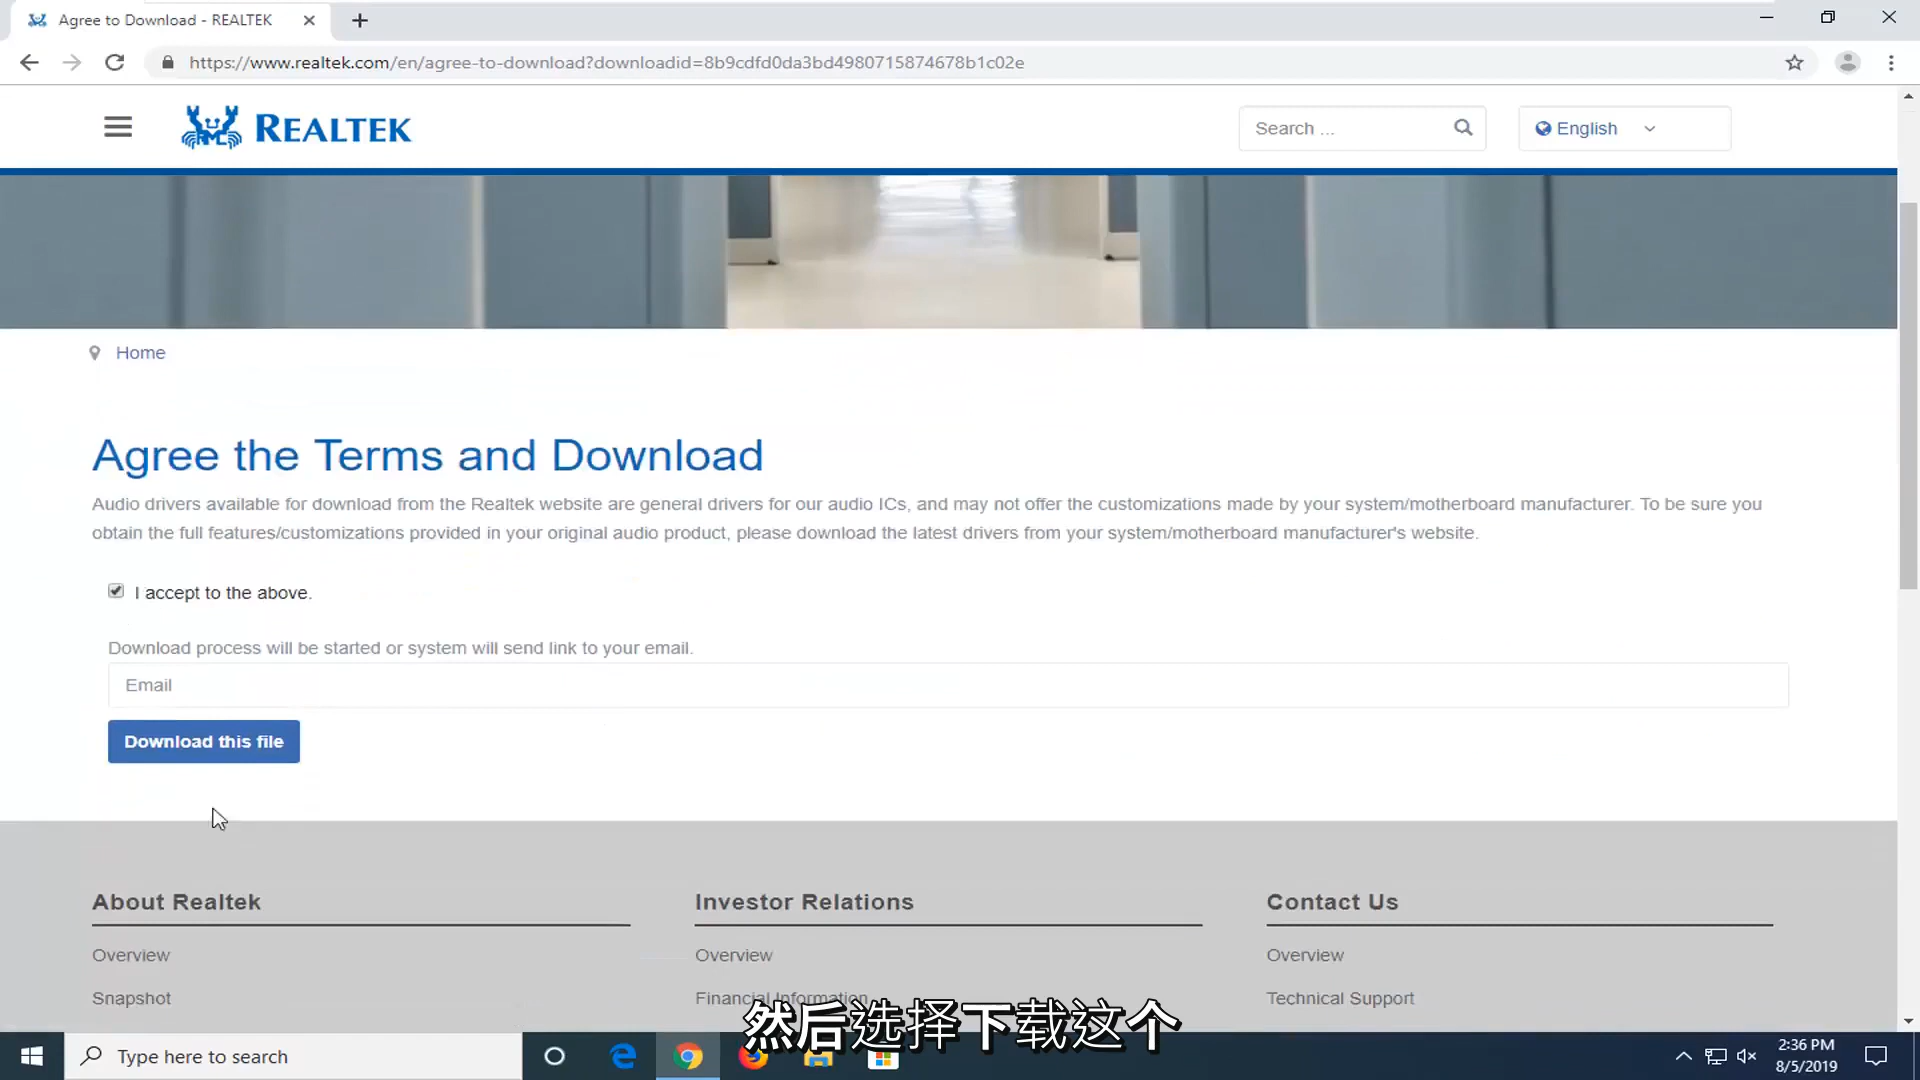 Agree to Download - REALTEK
https://www.realtek.com/en/agree-to-download?downloadid=8b9cdfd0da3bd4980715874678b1c02e
REALTEK
Search ...
English
Home
Agree the Terms and Download
Audio drivers available for download from the Realtek website are general drivers for our audio ICs, and may not offer the customizations made by your system/motherboard manufacturer. To be sure you
obtain the full features/customizations provided in your original audio product, please download the latest drivers from your system/motherboard manufacturer's website.
I accept to the above.
Download process will be started or system will send link to your email.
Email
Download this file
About Realtek
Investor Relations
Contact Us
Overview
Overview
Overview
Snapshot
Financial Information
Technical Support
然后选择下载这个
Type here to search
2:36 PM
8/5/2019